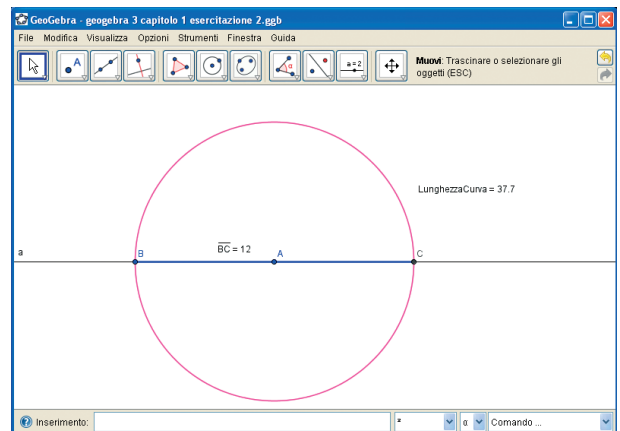 GeoGebra - geogebra 3 capitolo 1 esercitazione 2.ggb
File Modifica Visualizza Opzioni Strumenti Finestra Guida
A
α
a = 2
Muovi: Trascinare o selezionare gli
oggetti (ESC)
LunghezzaCurva = 37.7
BC = 12
a
B
A
C
Inserimento:
²
α
Comando ...